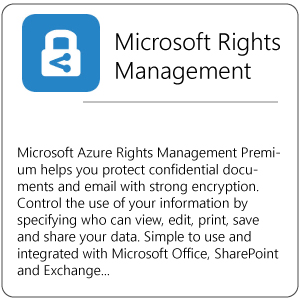 Microsoft Rights
Management
Microsoft Azure Rights Management Premi-
um helps you protect confidential docu-
ments and email with strong encryption.
Control the use of your information by
specifying who can view, edit, print, save
and share your data. Simple to use and
integrated with Microsoft Office, SharePoint
and Exchange...